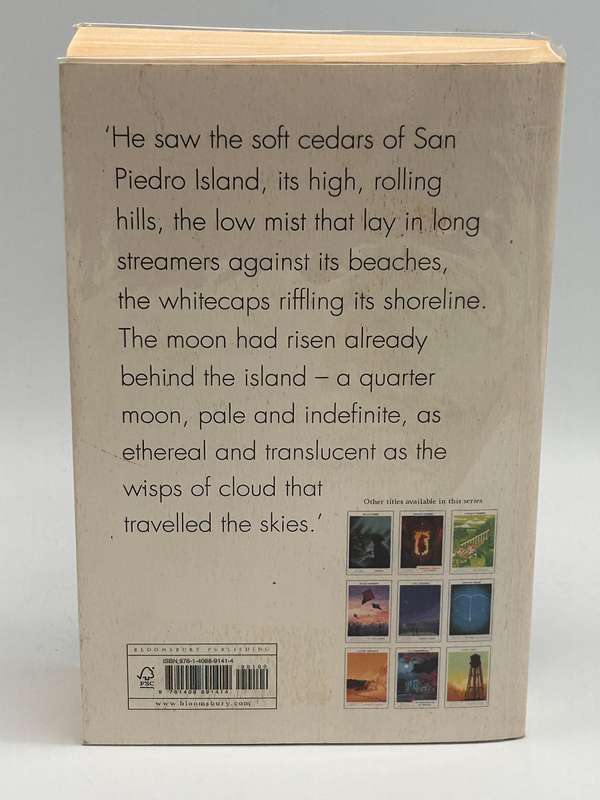 ‘He saw the soft cedars of San
Piedro Island, its high, rolling
hills, the low mist that lay in long
streamers against its beaches,
the whitecaps riffling its shoreline.
The moon had risen already
behind the island – a quarter
moon, pale and indefinite, as
ethereal and translucent as the
wisps of cloud that
travelled the skies.’
Other titles available in this series
BLOOMSBURY PUBLISHING
ISBN 978-1-4088-9141-4
FSC
9 781408 891414
www.bloomsbury.com